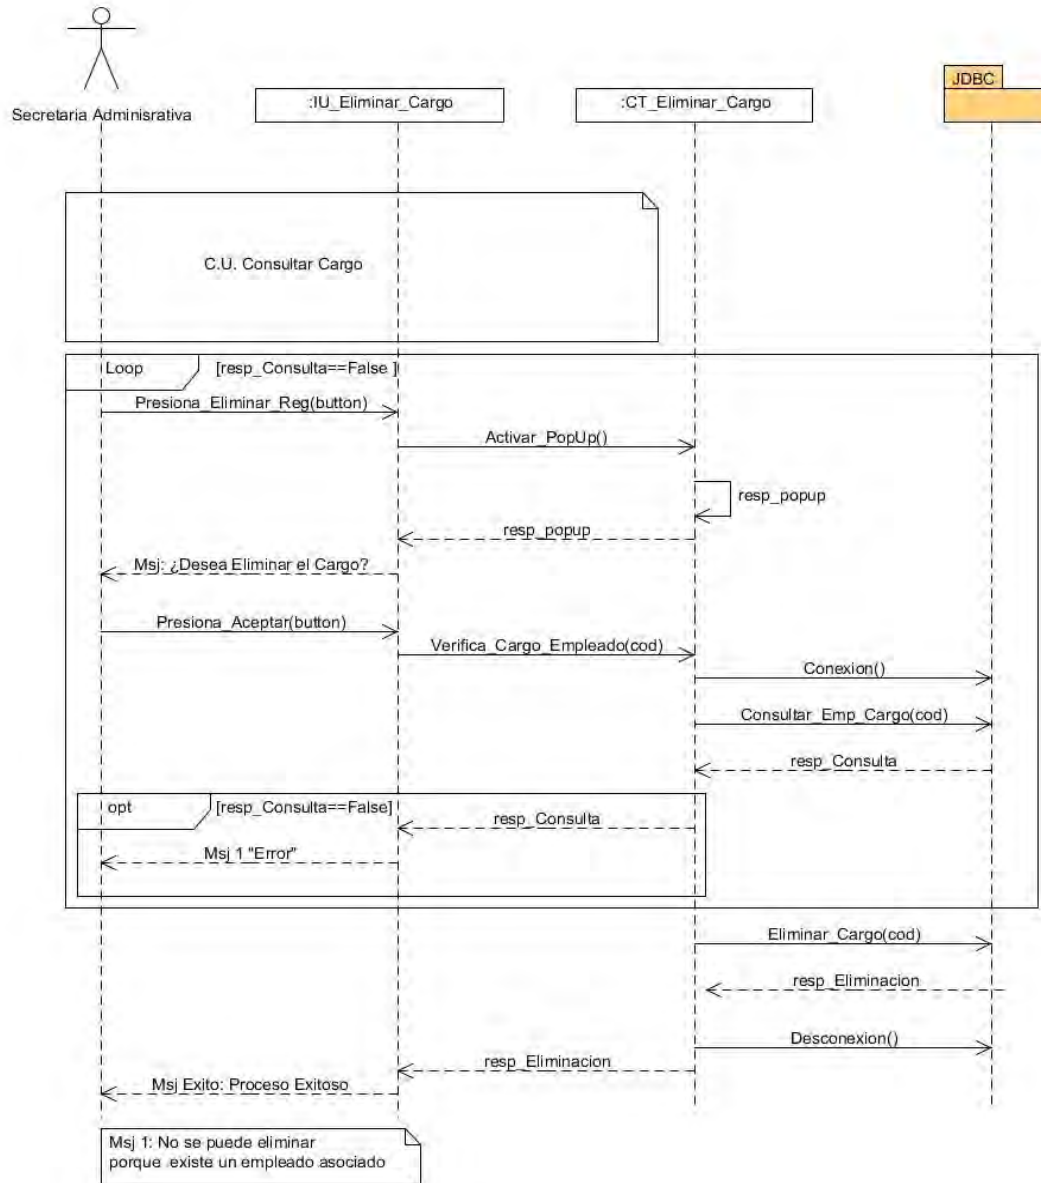 JDBC
:IU_Eliminar_Cargo
:CT_Eliminar_Cargo
Secretaria Adminisrativa
C.U. Consultar Cargo
Loop
[resp_Consulta==False ]
Presiona_Eliminar_Reg(button)
Activar_PopUp()
resp_popup
resp_popup
Msj: ¿Desea Eliminar el Cargo?
Presiona_Aceptar(button)
Verifica_Cargo_Empleado(cod)
Conexion()
Consultar_Emp_Cargo(cod)
resp_Consulta
opt
[resp_Consulta==False]
resp_Consulta
Msj 1 "Error"
Eliminar_Cargo(cod)
resp_Eliminacion
Desconexion()
resp_Eliminacion
Msj Exito: Proceso Exitoso
Msj 1: No se puede eliminar
porque existe un empleado asociado